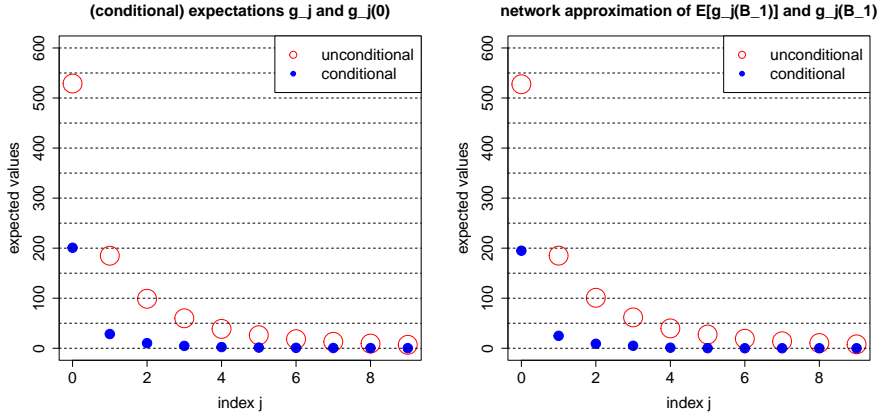 (conditional) expectations g_j and g_j(0)
unconditional
conditional
expected values
0 100 200 300 400 500 600
0 2 4 6 8
index j
network approximation of E[g_j(B_1)] and g_j(B_1)
unconditional
conditional
expected values
0 100 200 300 400 500 600
0 2 4 6 8
index j